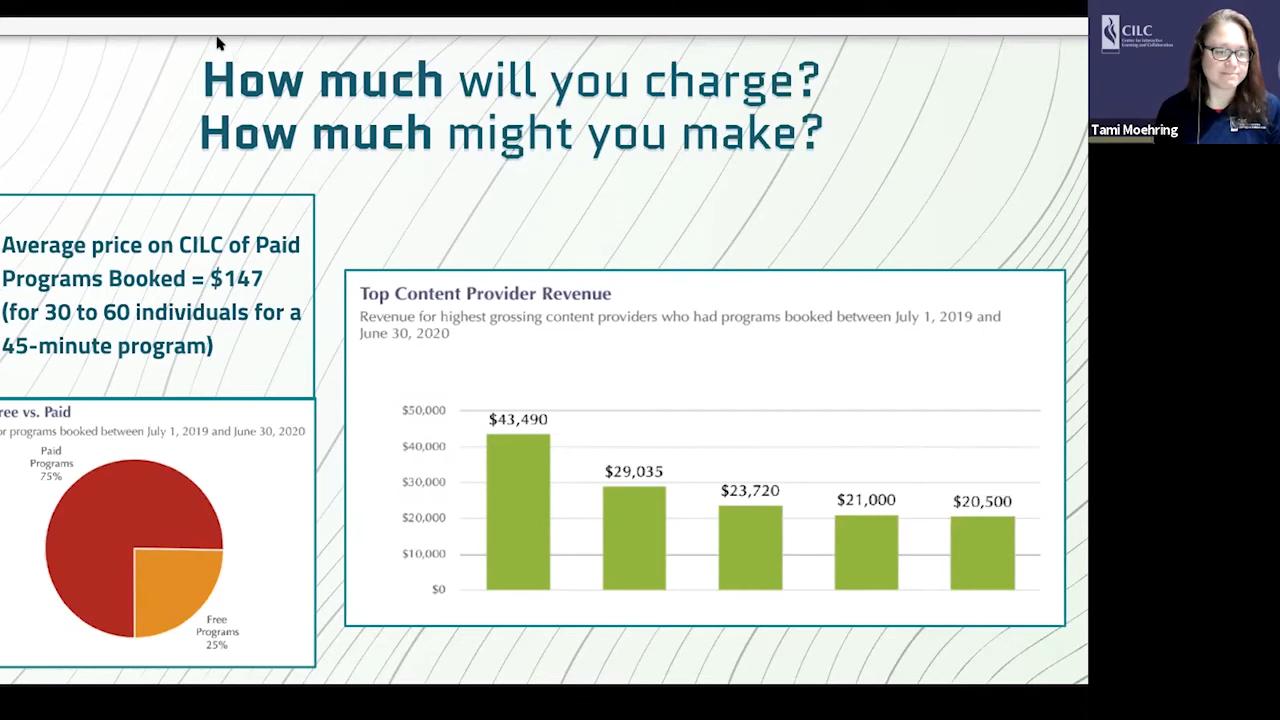 How much will you charge?
How much might you make?
Average price on CILC of Paid
Programs Booked = $147
(for 30 to 60 individuals for a
45-minute program)
ree vs. Paid
or programs booked between July 1, 2019 and June 30, 2020
Paid
Programs
75%
Free
Programs
25%
Top Content Provider Revenue
Revenue for highest grossing content providers who had programs booked between July 1, 2019 and
June 30, 2020
$50,000
$40,000
$30,000
$20,000
$10,000
$0
$43,490
$29,035
$23,720
$21,000
$20,500
CILC
Center for Interactive
Learning and Collaboration
Tami Moehring